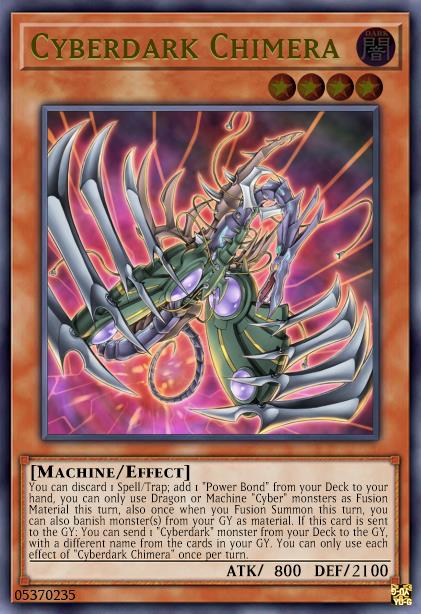 CYBERDARK CHIMERA
DARK
闇
[MACHINE/EFFECT]
You can discard 1 Spell/Trap; add 1 "Power Bond" from your Deck to your
hand, you can only use Dragon or Machine "Cyber" monsters as Fusion
Material this turn, also once when you Fusion Summon this turn, you
can also banish monster(s) from your GY as material. If this card is sent
to the GY: You can send 1 "Cyberdark" monster from your Deck to the GY,
with a different name from the cards in your GY. You can only use each
effect of "Cyberdark Chimera" once per turn.
ATK/ 800 DEF/2100
05370235